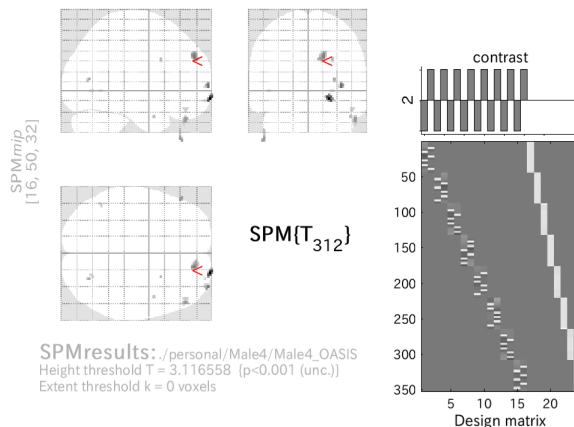 contrast
2
SPMmip
[16, 50, 32]
SPM{T312}
50
100
150
200
250
300
350
5
10
15
20
Design matrix
SPMresults: ./personal/Male4/Male4_OASIS
Height threshold T = 3.116558 {p<0.001 (unc.)}
Extent threshold k = 0 voxels